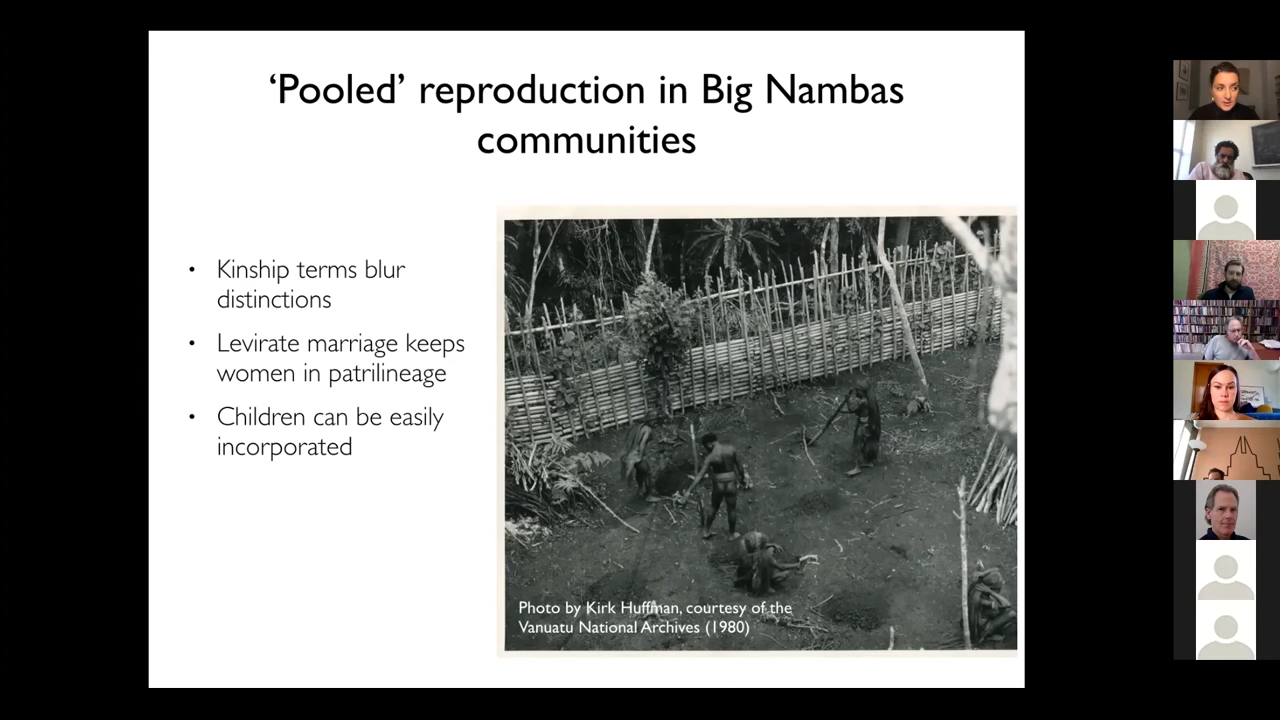 ‘Pooled’ reproduction in Big Nambas
communities
• Kinship terms blur
distinctions
• Levirate marriage keeps
women in patrilineage
• Children can be easily
incorporated
Photo by Kirk Huffman, courtesy of the
Vanuatu National Archives (1980)